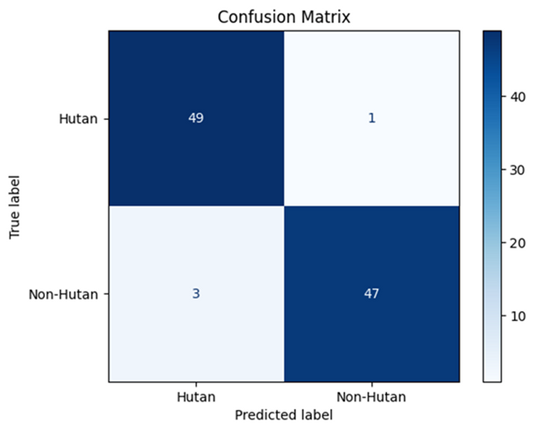 Confusion Matrix
Hutan 49 1
40
30
True label
20
Non-Hutan 3 47
10
Hutan Non-Hutan
Predicted label